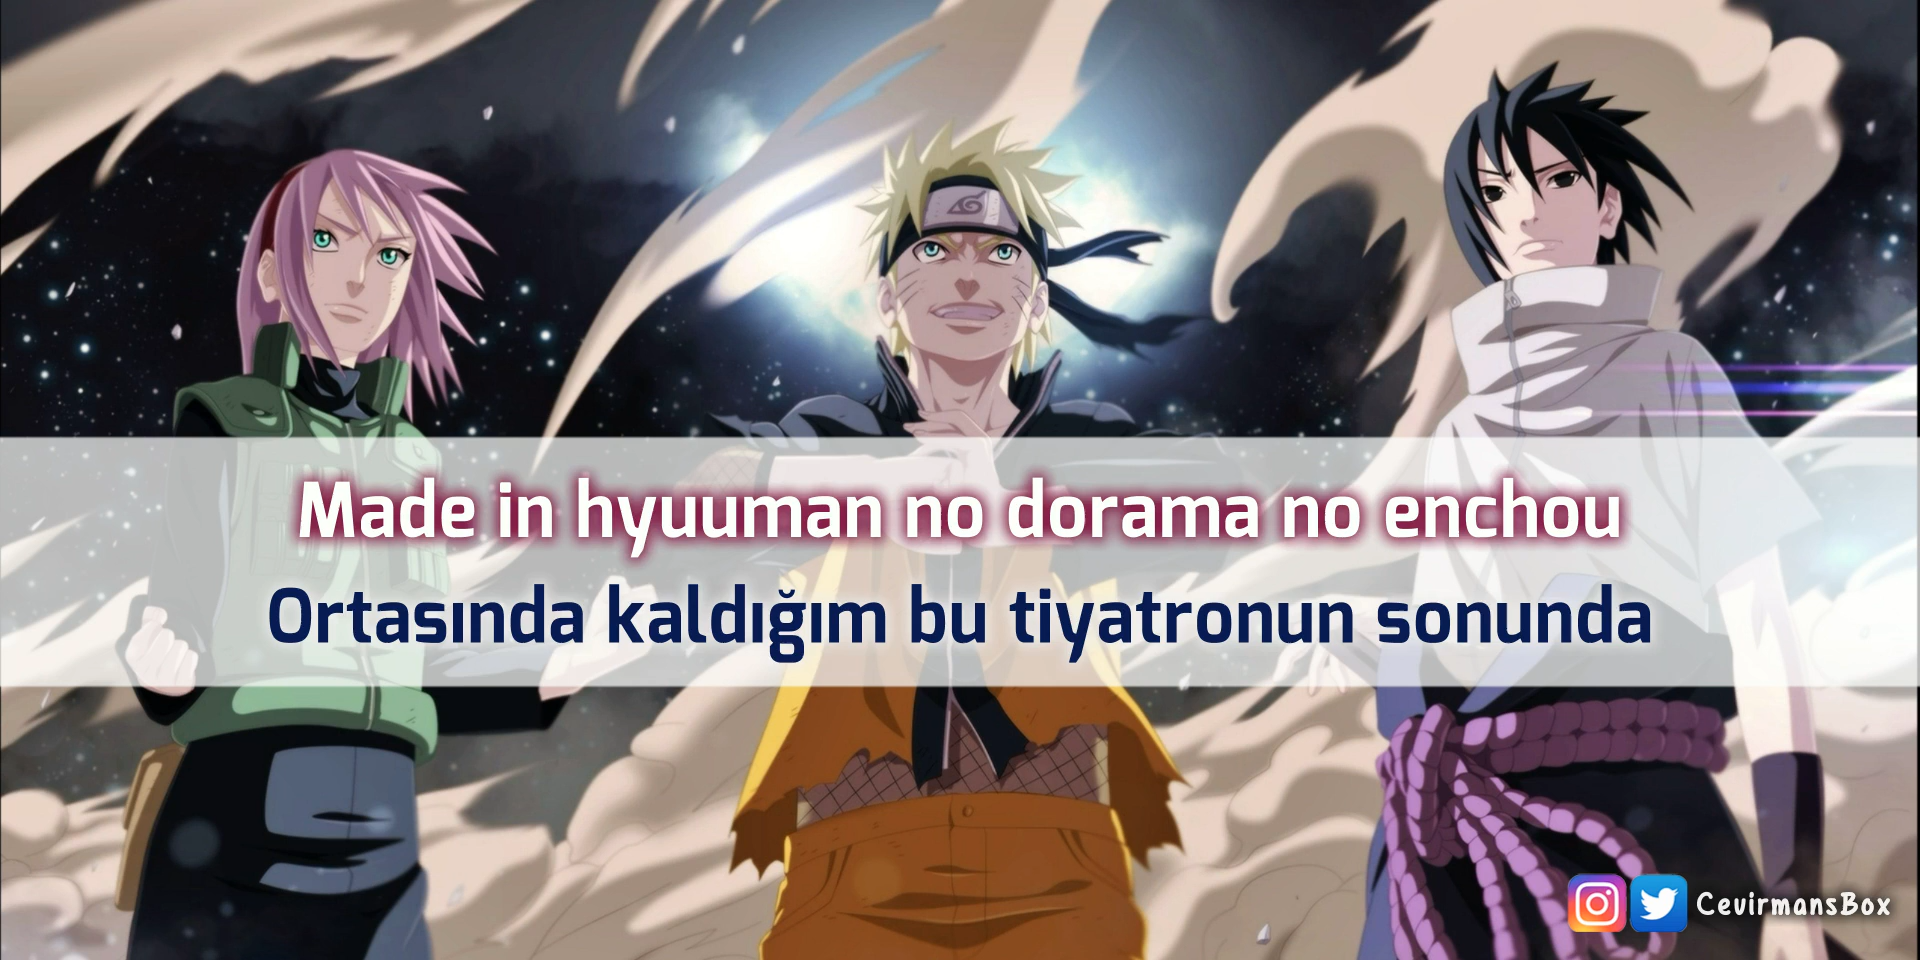 Made in hyuuman no dorama no enchou
Ortasında kaldığım bu tiyatronun sonunda
CevirmansBox